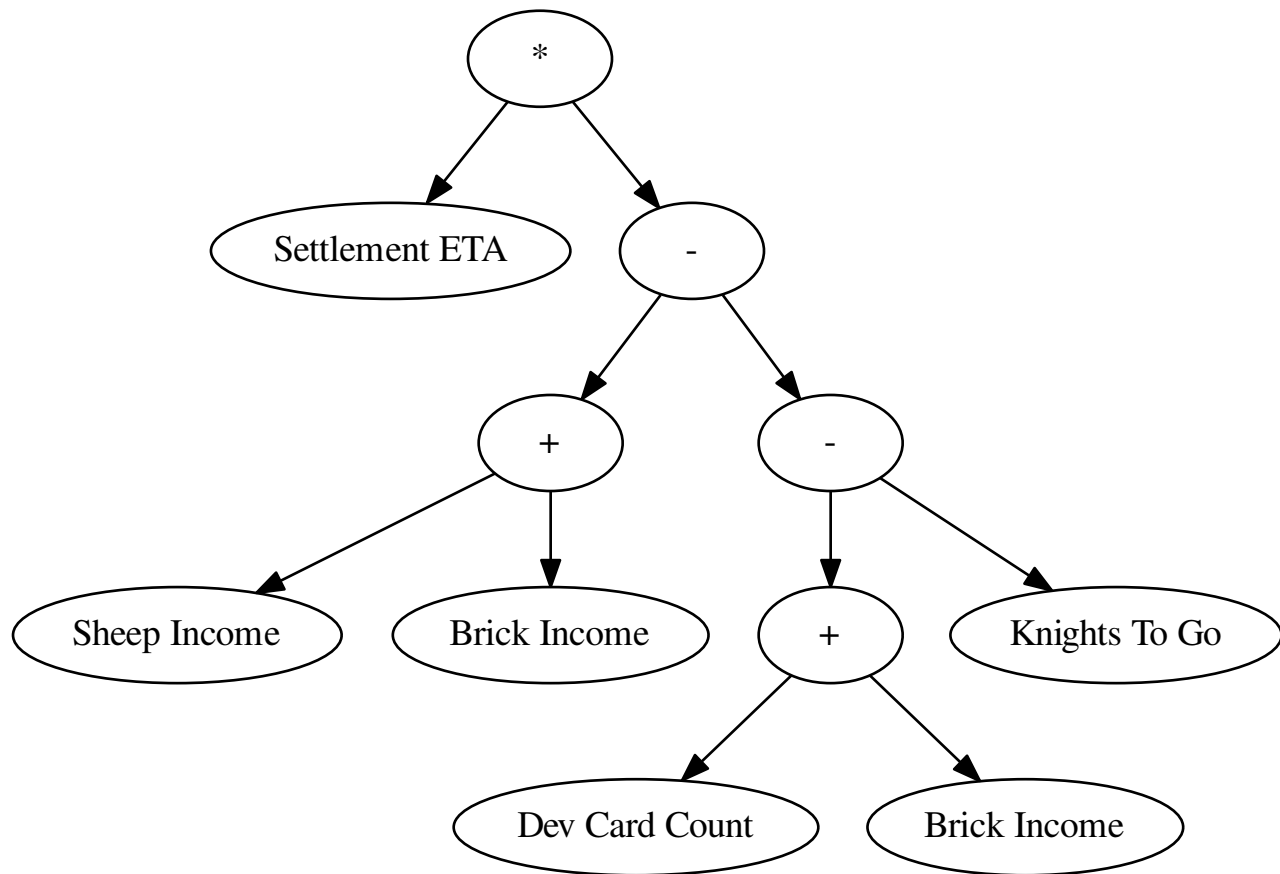 *
Settlement ETA
-
+
-
Sheep Income
Brick Income
+
Knights To Go
Dev Card Count
Brick Income